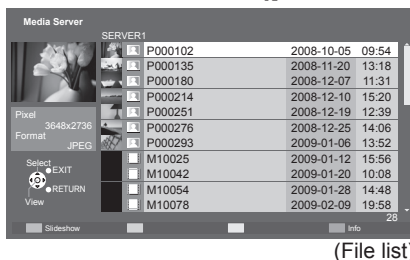 Media Server
SERVER1
P000102 2008-10-05 09:54
P000135 2008-11-20 13:18
P000180 2008-12-07 11:31
P000214 2008-12-10 15:20
P000251 2008-12-19 12:39
P000276 2008-12-25 14:06
P000293 2009-01-06 13:52
M10025 2009-01-12 15:56
M10042 2009-01-20 10:08
M10054 2009-01-28 14:48
M10078 2009-02-09 19:58
28
Pixel
3648x2736
Format
JPEG
Select
EXIT
RETURN
View
Slideshow
Info
(File list)